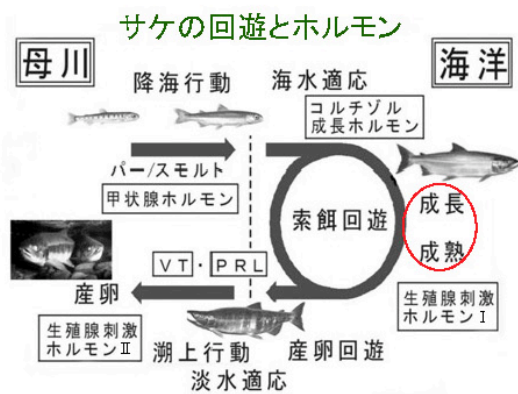 サケの回遊とホルモン
母川
海洋
降海行動
海水適応
コルチゾル
成長ホルモン
パー/スモルト
甲状腺ホルモン
索餌回遊
成長
成熟
VT・PRL
産卵
生殖腺刺激
ホルモンⅡ
溯上行動
淡水適応
産卵回遊
生殖腺刺激
ホルモンⅠ